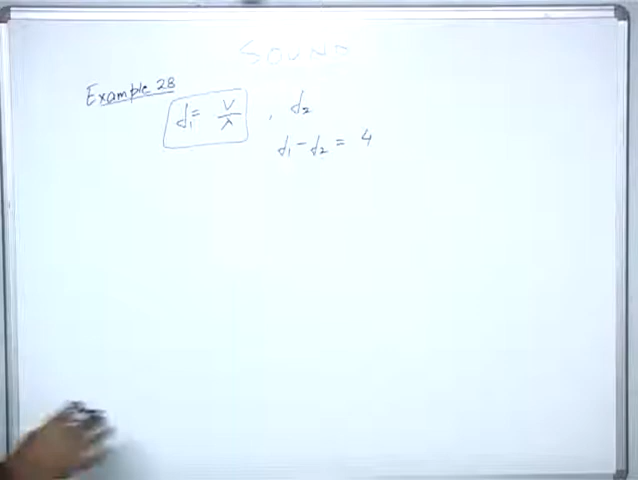 SOUND
Example 28
f₁ = v/λ , f₂
f₁ - f₂ = 4